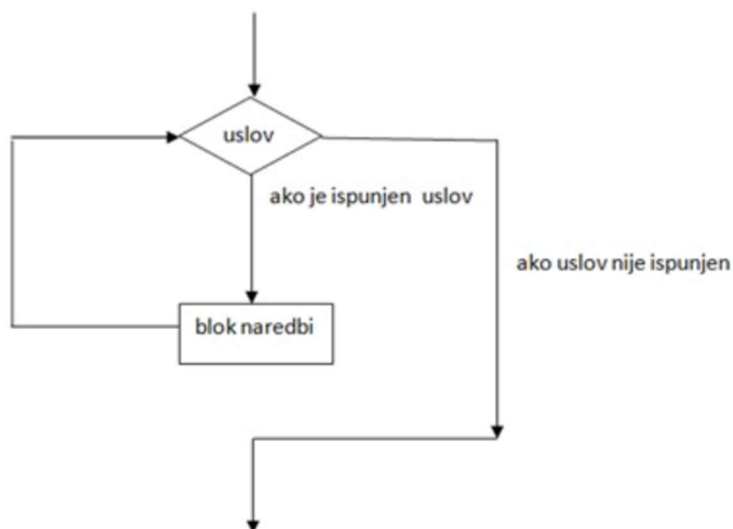 uslov
ako je ispunjen uslov
ako uslov nije ispunjen
blok naredbi